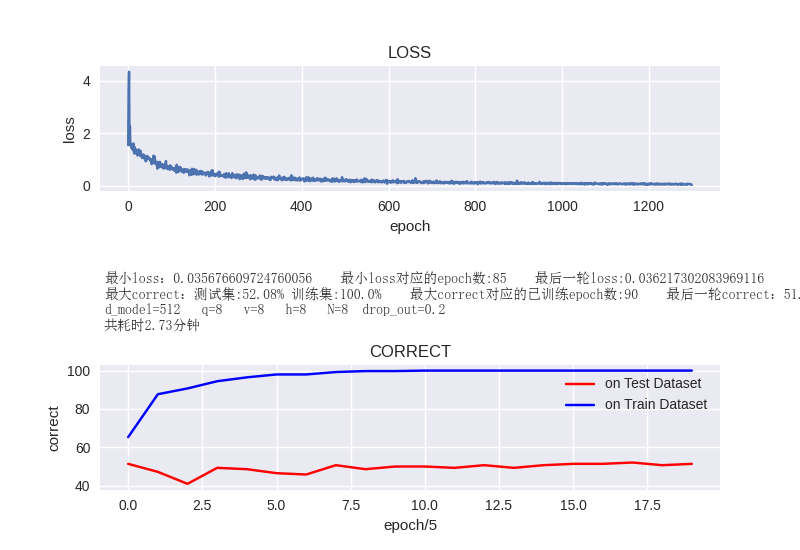 LOSS
4
2
0
loss
0 200 400 600 800 1000 1200
epoch
最小loss：0.035676609724760056 最小loss对应的epoch数:85 最后一轮loss:0.036217302083969116
最大correct：测试集:52.08% 训练集:100.0% 最大correct对应的已训练epoch数:90 最后一轮correct：51.
d_model=512 q=8 v=8 h=8 N=8 drop_out=0.2
共耗时2.73分钟
CORRECT
100
80
60
40
correct
on Test Dataset
on Train Dataset
0.0 2.5 5.0 7.5 10.0 12.5 15.0 17.5
epoch/5